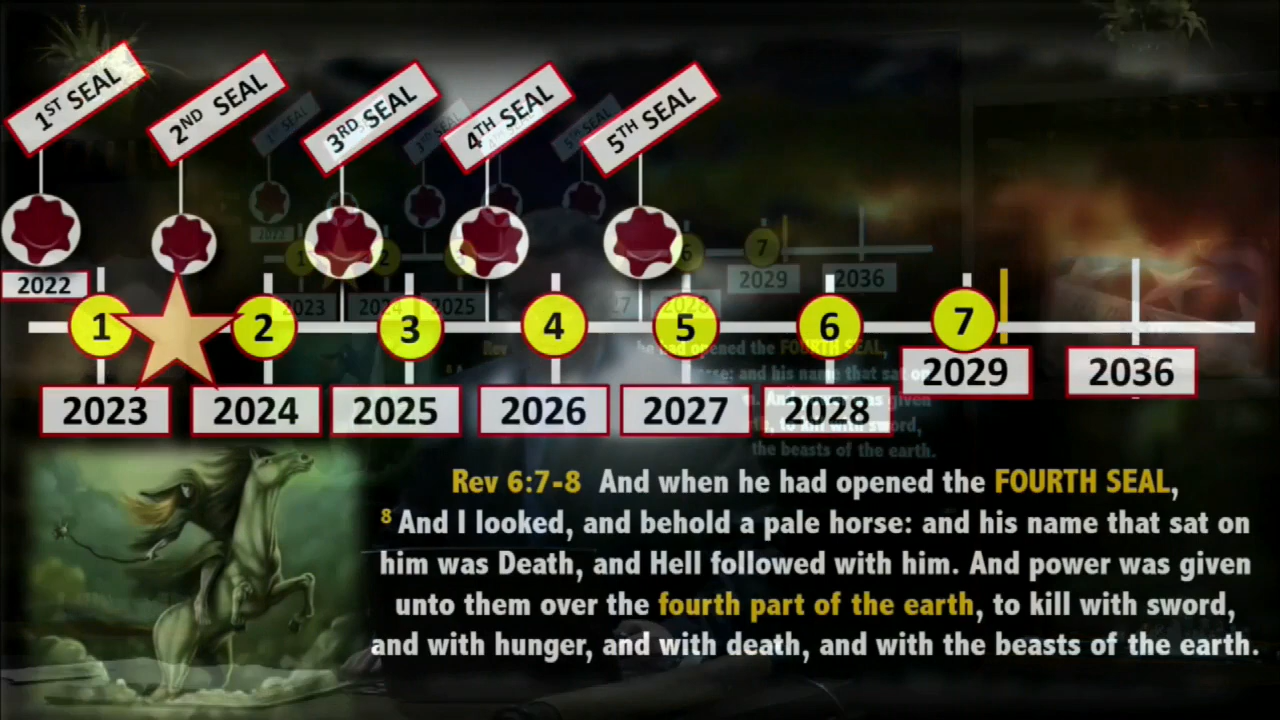 1ST SEAL
2ND SEAL
3RD SEAL
4TH SEAL
5TH SEAL
2022
1
2
3
4
5
6
7
2023
2024
2025
2026
2027
2028
2029
2036
Rev 6:7-8 And when he had opened the FOURTH SEAL,
8 And I looked, and behold a pale horse: and his name that sat on
him was Death, and Hell followed with him. And power was given
unto them over the fourth part of the earth, to kill with sword,
and with hunger, and with death, and with the beasts of the earth.